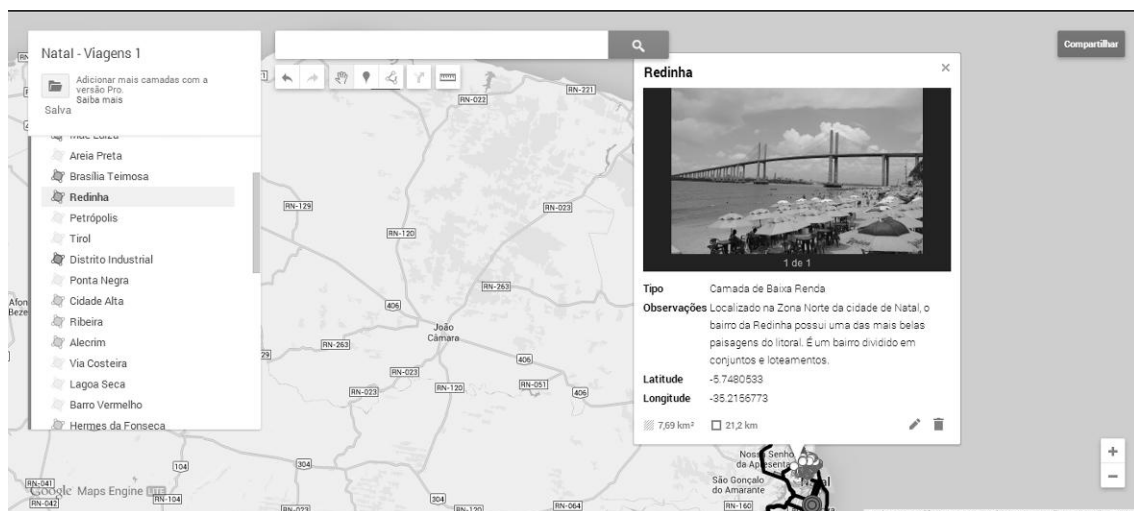 Natal - Viagens 1
Adicionar mais camadas com a
versão Pro.
Saiba mais
Salva
Areia Preta
Brasília Teimosa
Redinha
Petrópolis
Tirol
Distrito Industrial
Ponta Negra
Cidade Alta
Ribeira
Alecrim
Via Costeira
Lagoa Seca
Barro Vermelho
Hermes da Fonseca
Compartilhar
Redinha
1 de 1
Tipo Camada de Baixa Renda
Observações Localizado na Zona Norte da cidade de Natal, o
bairro da Redinha possui uma das mais belas
paisagens do litoral. É um bairro dividido em
conjuntos e loteamentos.
Latitude -5.7480533
Longitude -35.2156773
7,69 km² 21,2 km
RN-221
RN-022
RN-129
RN-023
RN-120
RN-263
406
João
Câmara
RN-263
406
RN-023
RN-051
RN-023
RN-120
406
104
304
RN-041
Google Maps Engine LITE
RN-104
RN-042
RN-023
304
RN-120
RN-064
RN-160
São Gonçalo
do Amarante